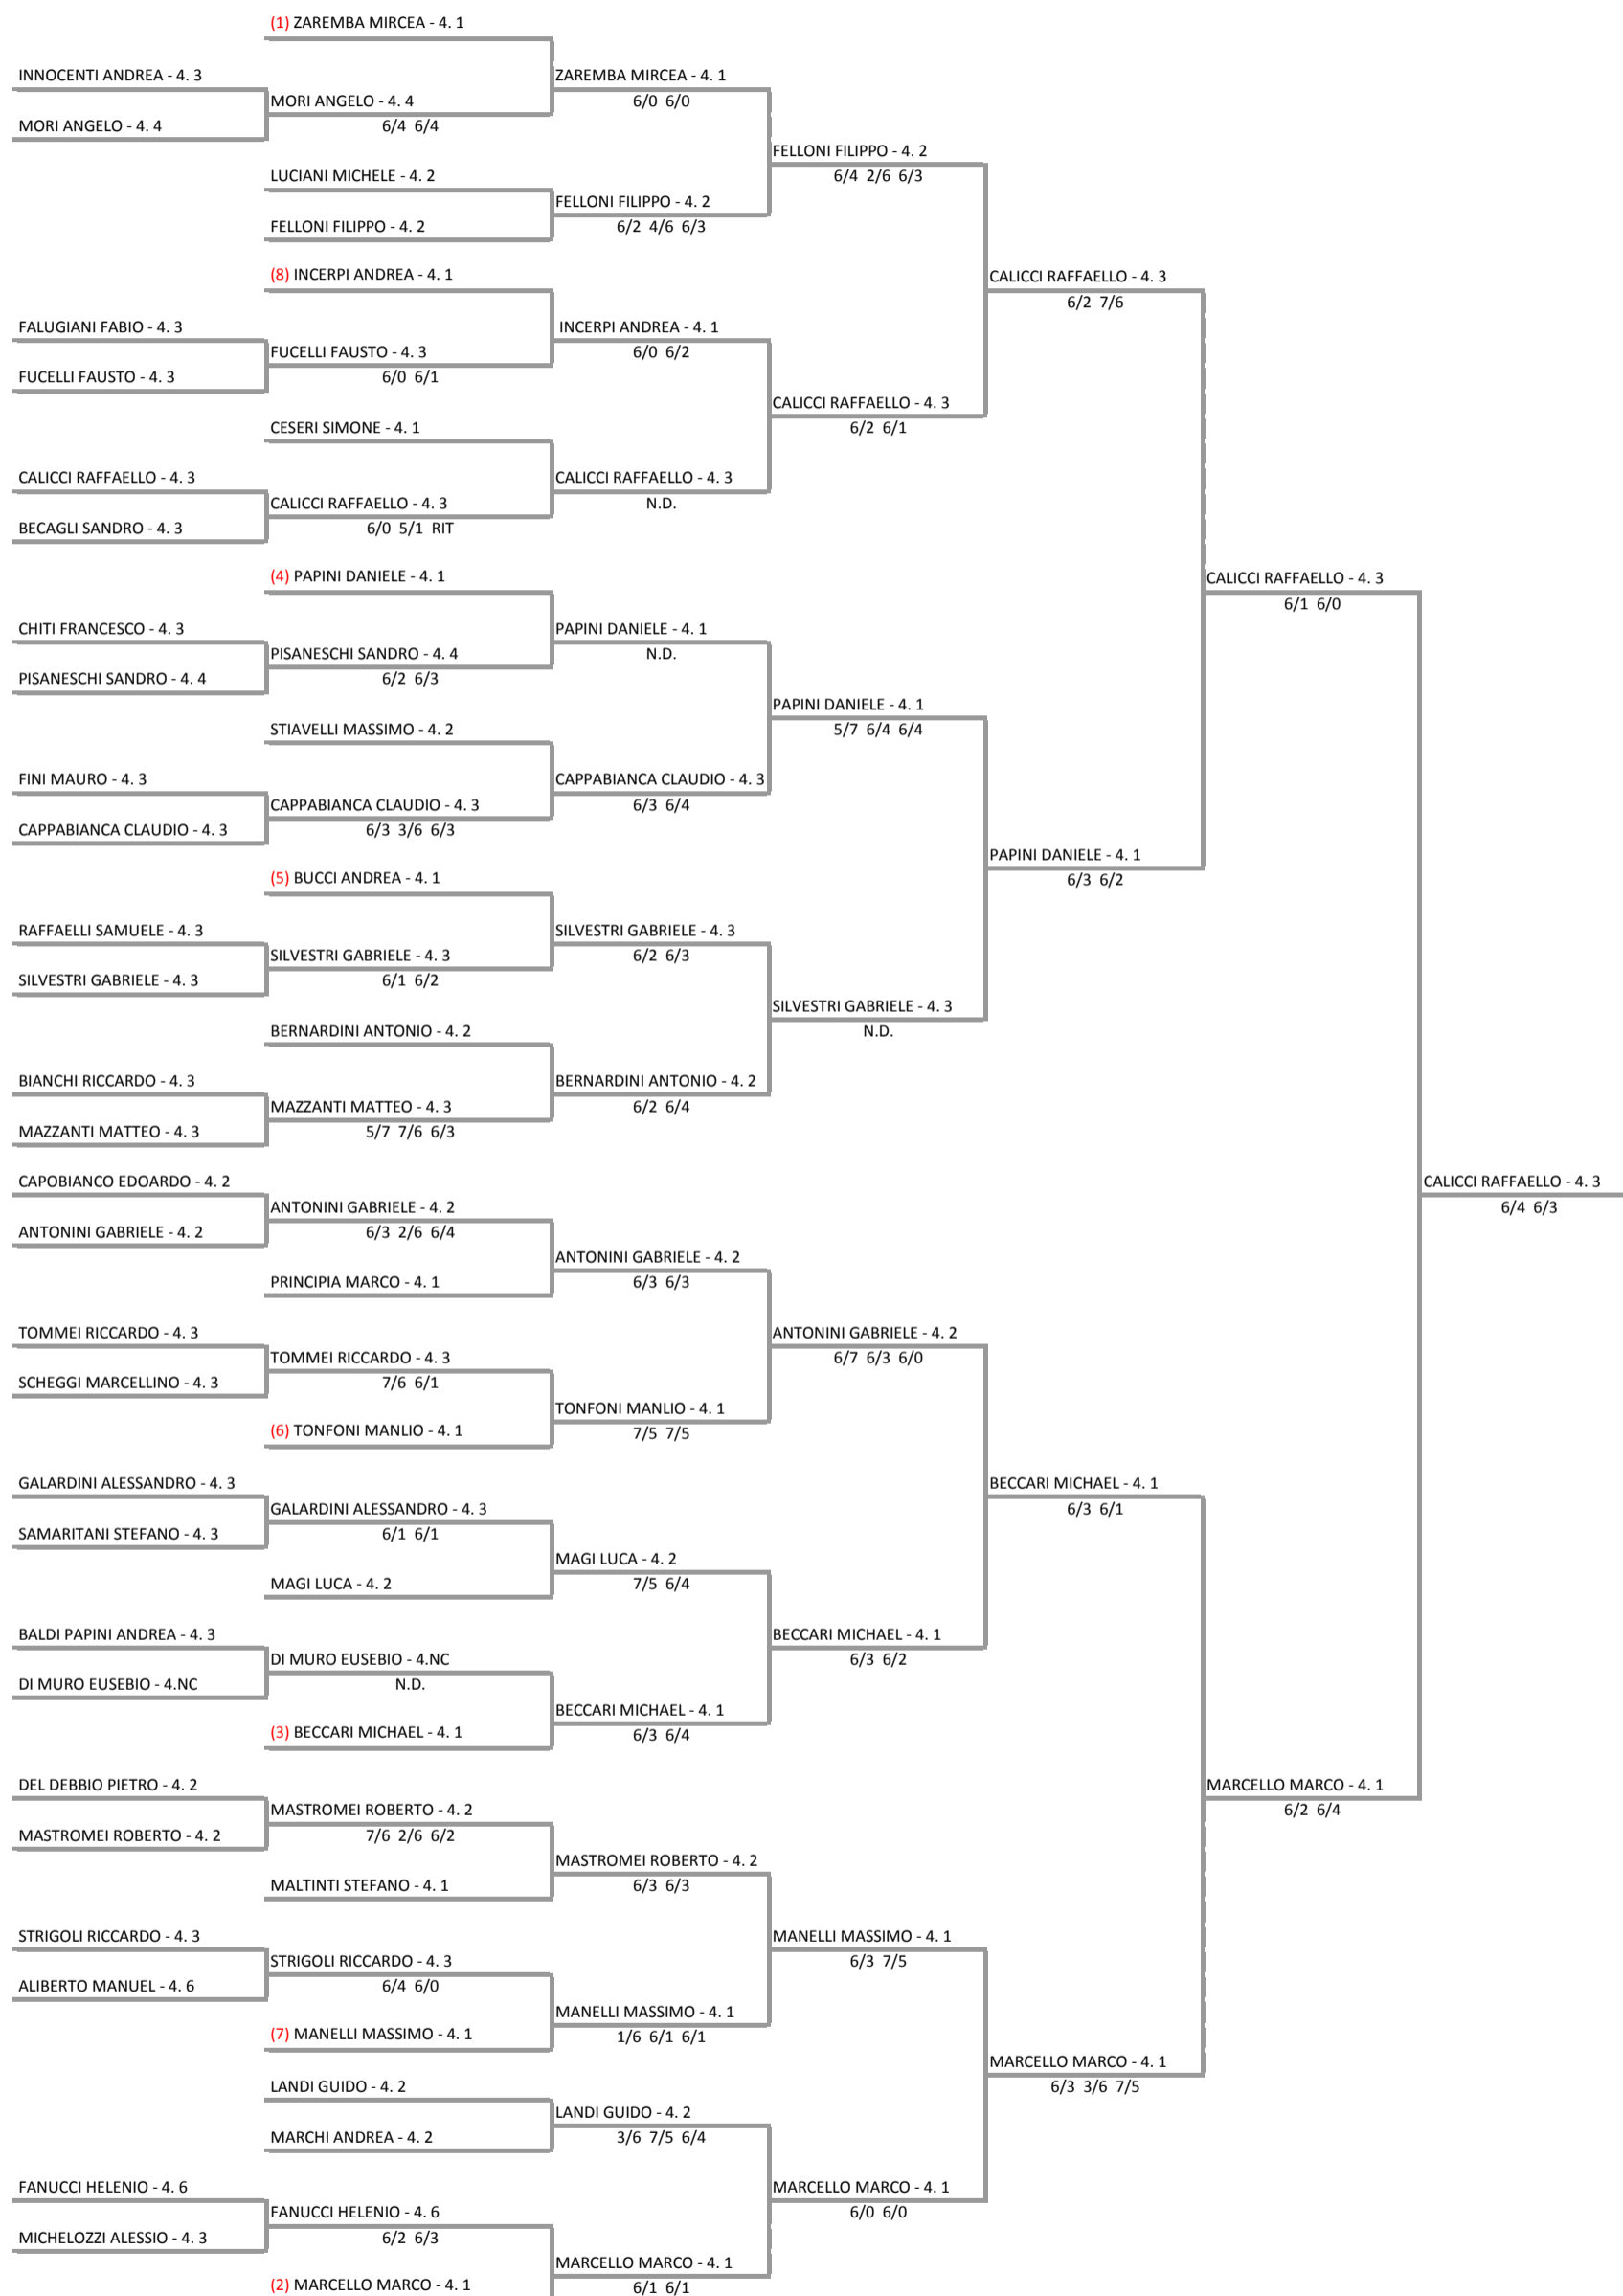 (1) ZAREMBA MIRCEA - 4. 1
INNOCENTI ANDREA - 4. 3
ZAREMBA MIRCEA - 4. 1
MORI ANGELO - 4. 4
6/0 6/0
MORI ANGELO - 4. 4
6/4 6/4
FELLONI FILIPPO - 4. 2
LUCIANI MICHELE - 4. 2
6/4 2/6 6/3
FELLONI FILIPPO - 4. 2
FELLONI FILIPPO - 4. 2
6/2 4/6 6/3
(8) INCERPI ANDREA - 4. 1
CALICCI RAFFAELLO - 4. 3
6/2 7/6
FALUGIANI FABIO - 4. 3
INCERPI ANDREA - 4. 1
FUCELLI FAUSTO - 4. 3
6/0 6/2
FUCELLI FAUSTO - 4. 3
6/0 6/1
CALICCI RAFFAELLO - 4. 3
CESERI SIMONE - 4. 1
6/2 6/1
CALICCI RAFFAELLO - 4. 3
CALICCI RAFFAELLO - 4. 3
CALICCI RAFFAELLO - 4. 3
N.D.
BECAGLI SANDRO - 4. 3
6/0 5/1 RIT
(4) PAPINI DANIELE - 4. 1
CALICCI RAFFAELLO - 4. 3
6/1 6/0
CHITI FRANCESCO - 4. 3
PAPINI DANIELE - 4. 1
PISANESCHI SANDRO - 4. 4
N.D.
PISANESCHI SANDRO - 4. 4
6/2 6/3
PAPINI DANIELE - 4. 1
STIAVELLI MASSIMO - 4. 2
5/7 6/4 6/4
FINI MAURO - 4. 3
CAPPABIANCA CLAUDIO - 4. 3
CAPPABIANCA CLAUDIO - 4. 3
6/3 6/4
CAPPABIANCA CLAUDIO - 4. 3
6/3 3/6 6/3
PAPINI DANIELE - 4. 1
(5) BUCCI ANDREA - 4. 1
6/3 6/2
RAFFAELLI SAMUELE - 4. 3
SILVESTRI GABRIELE - 4. 3
SILVESTRI GABRIELE - 4. 3
6/2 6/3
SILVESTRI GABRIELE - 4. 3
6/1 6/2
SILVESTRI GABRIELE - 4. 3
BERNARDINI ANTONIO - 4. 2
N.D.
BIANCHI RICCARDO - 4. 3
BERNARDINI ANTONIO - 4. 2
MAZZANTI MATTEO - 4. 3
6/2 6/4
MAZZANTI MATTEO - 4. 3
5/7 7/6 6/3
CAPOBIANCO EDOARDO - 4. 2
CALICCI RAFFAELLO - 4. 3
ANTONINI GABRIELE - 4. 2
6/4 6/3
ANTONINI GABRIELE - 4. 2
6/3 2/6 6/4
ANTONINI GABRIELE - 4. 2
PRINCIPIA MARCO - 4. 1
6/3 6/3
TOMMEI RICCARDO - 4. 3
ANTONINI GABRIELE - 4. 2
TOMMEI RICCARDO - 4. 3
6/7 6/3 6/0
SCHEGGI MARCELLINO - 4. 3
7/6 6/1
TONFONI MANLIO - 4. 1
(6) TONFONI MANLIO - 4. 1
7/5 7/5
GALARDINI ALESSANDRO - 4. 3
BECCARI MICHAEL - 4. 1
GALARDINI ALESSANDRO - 4. 3
6/3 6/1
SAMARITANI STEFANO - 4. 3
6/1 6/1
MAGI LUCA - 4. 2
MAGI LUCA - 4. 2
7/5 6/4
BALDI PAPINI ANDREA - 4. 3
BECCARI MICHAEL - 4. 1
DI MURO EUSEBIO - 4.NC
6/3 6/2
DI MURO EUSEBIO - 4.NC
N.D.
BECCARI MICHAEL - 4. 1
(3) BECCARI MICHAEL - 4. 1
6/3 6/4
DEL DEBBIO PIETRO - 4. 2
MARCELLO MARCO - 4. 1
MASTROMEI ROBERTO - 4. 2
6/2 6/4
MASTROMEI ROBERTO - 4. 2
7/6 2/6 6/2
MASTROMEI ROBERTO - 4. 2
MALTINTI STEFANO - 4. 1
6/3 6/3
STRIGOLI RICCARDO - 4. 3
MANELLI MASSIMO - 4. 1
STRIGOLI RICCARDO - 4. 3
6/3 7/5
ALIBERTO MANUEL - 4. 6
6/4 6/0
MANELLI MASSIMO - 4. 1
(7) MANELLI MASSIMO - 4. 1
1/6 6/1 6/1
MARCELLO MARCO - 4. 1
LANDI GUIDO - 4. 2
6/3 3/6 7/5
LANDI GUIDO - 4. 2
MARCHI ANDREA - 4. 2
3/6 7/5 6/4
FANUCCI HELENIO - 4. 6
MARCELLO MARCO - 4. 1
FANUCCI HELENIO - 4. 6
6/0 6/0
MICHELOZZI ALESSIO - 4. 3
6/2 6/3
MARCELLO MARCO - 4. 1
(2) MARCELLO MARCO - 4. 1
6/1 6/1